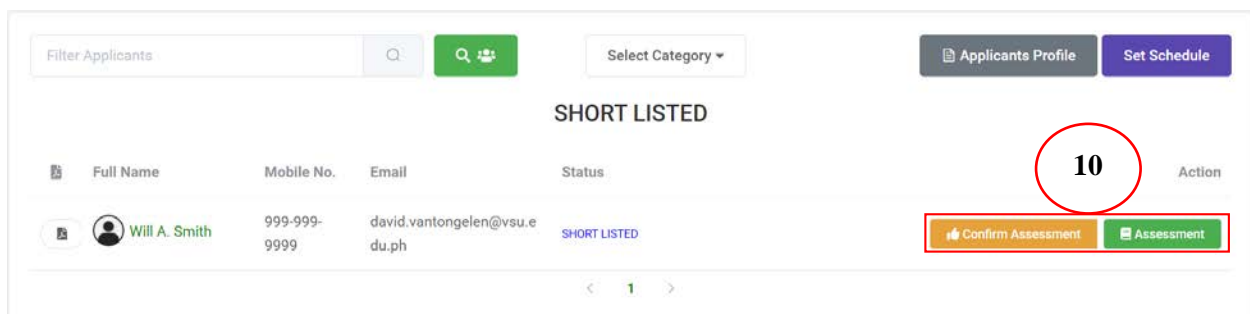 Filter Applicants
Select Category
Applicants Profile
Set Schedule
SHORT LISTED
10
Full Name
Mobile No.
Email
Status
Action
Will A. Smith
999-999-
9999
david.vantongelen@vsu.e
du.ph
SHORT LISTED
Confirm Assessment
Assessment
< 1 >